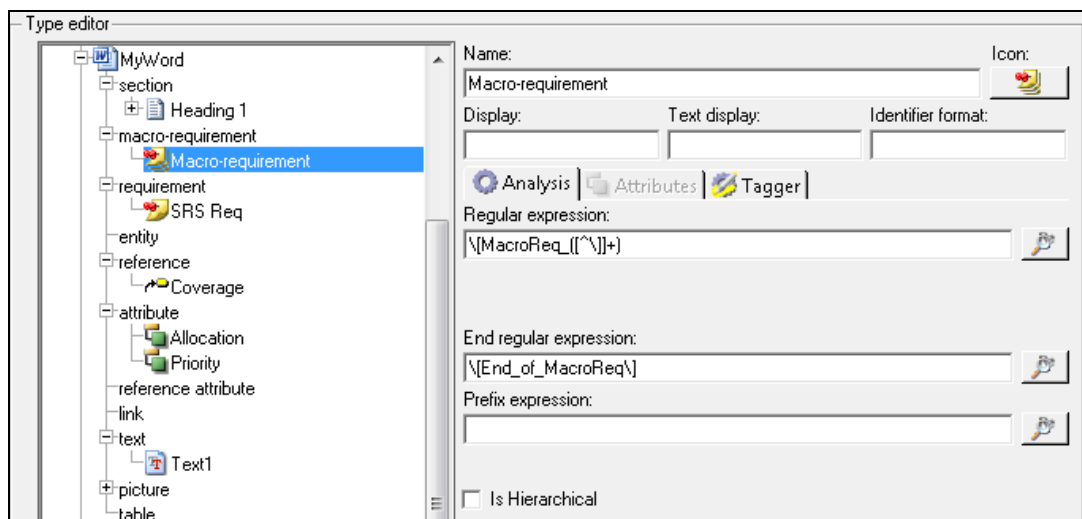 Type editor
MyWord
section
Heading 1
macro-requirement
Macro-requirement
requirement
SRS Req
entity
reference
Coverage
attribute
Allocation
Priority
reference attribute
link
text
Text1
picture
table
Name:
Icon:
Macro-requirement
Display:
Text display:
Identifier format:
Analysis
Attributes
Tagger
Regular expression:
\[MacroReq_([^\]]+)
End regular expression:
\[End_of_MacroReq\]
Prefix expression:
Is Hierarchical